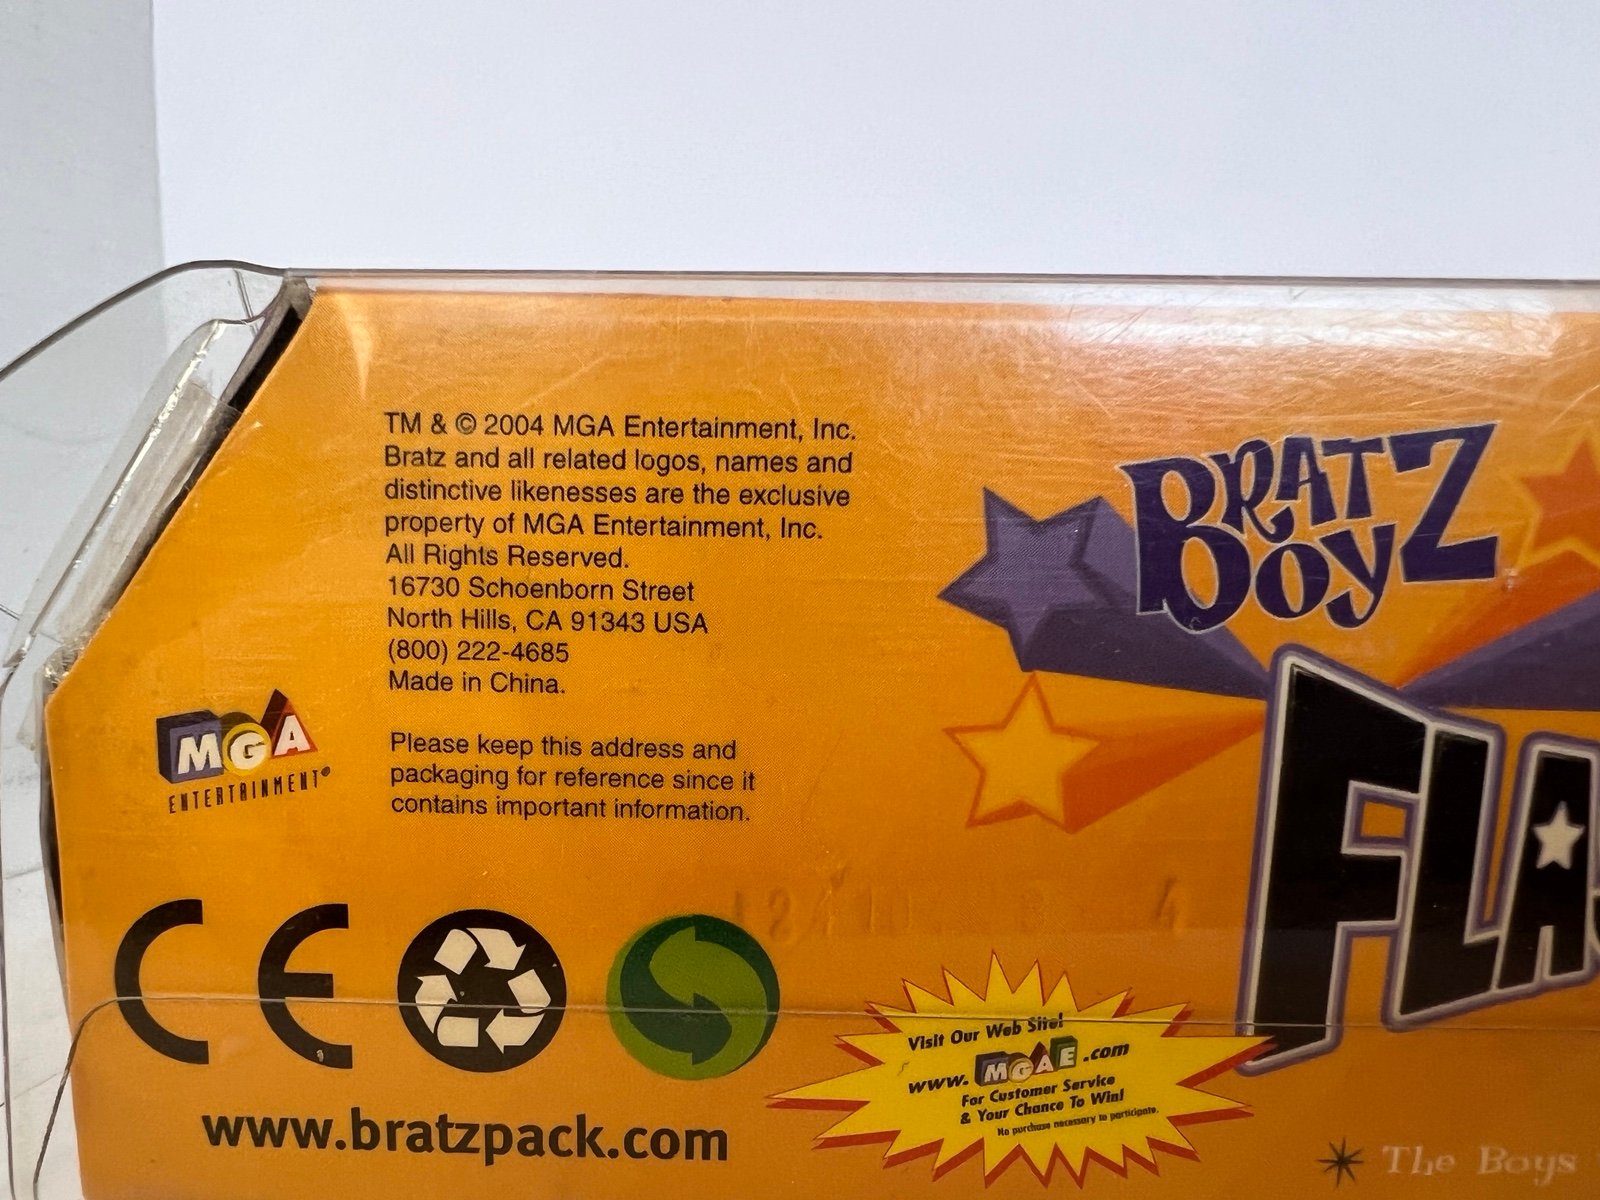 TM & © 2004 MGA Entertainment, Inc.
Bratz and all related logos, names and
distinctive likenesses are the exclusive
property of MGA Entertainment, Inc.
All Rights Reserved.
16730 Schoenborn Street
North Hills, CA 91343 USA
(800) 222-4685
Made in China.
Please keep this address and
packaging for reference since it
contains important information.
MGA
ENTERTAINMENT®
CE
www.bratzpack.com
BRATZ
BOYZ
Visit Our Web Site!
www.MGAE.com
For Customer Service
& Your Chance To Win!
No purchase necessary to participate.
The Boys